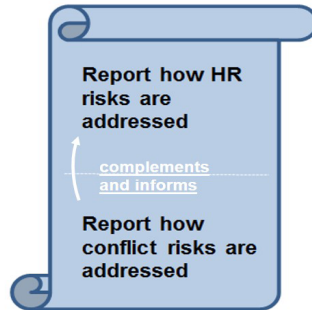 Report how HR
risks are
addressed
complements
and informs
Report how
conflict risks are
addressed